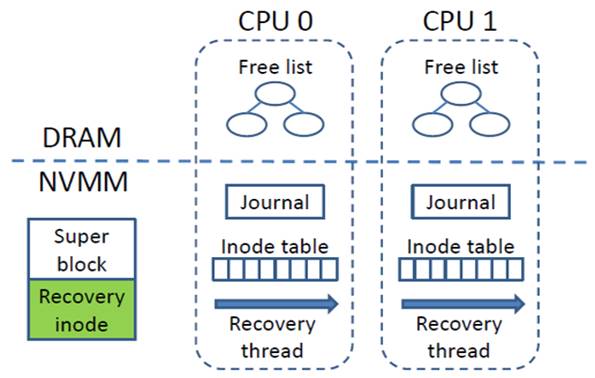 CPU 0
CPU 1
Free list
Free list
DRAM
NVMM
Journal
Journal
Super
block
Recovery
inode
Inode table
Inode table
Recovery
thread
Recovery
thread